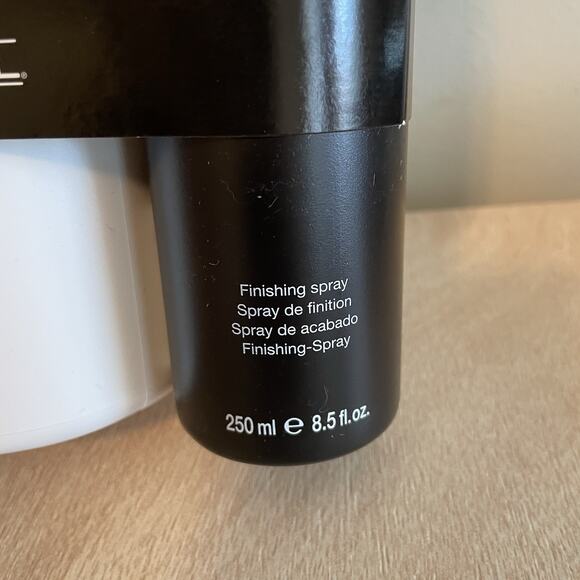 Finishing spray
Spray de finition
Spray de acabado
Finishing-Spray
250 ml ℮ 8.5 fl. oz.